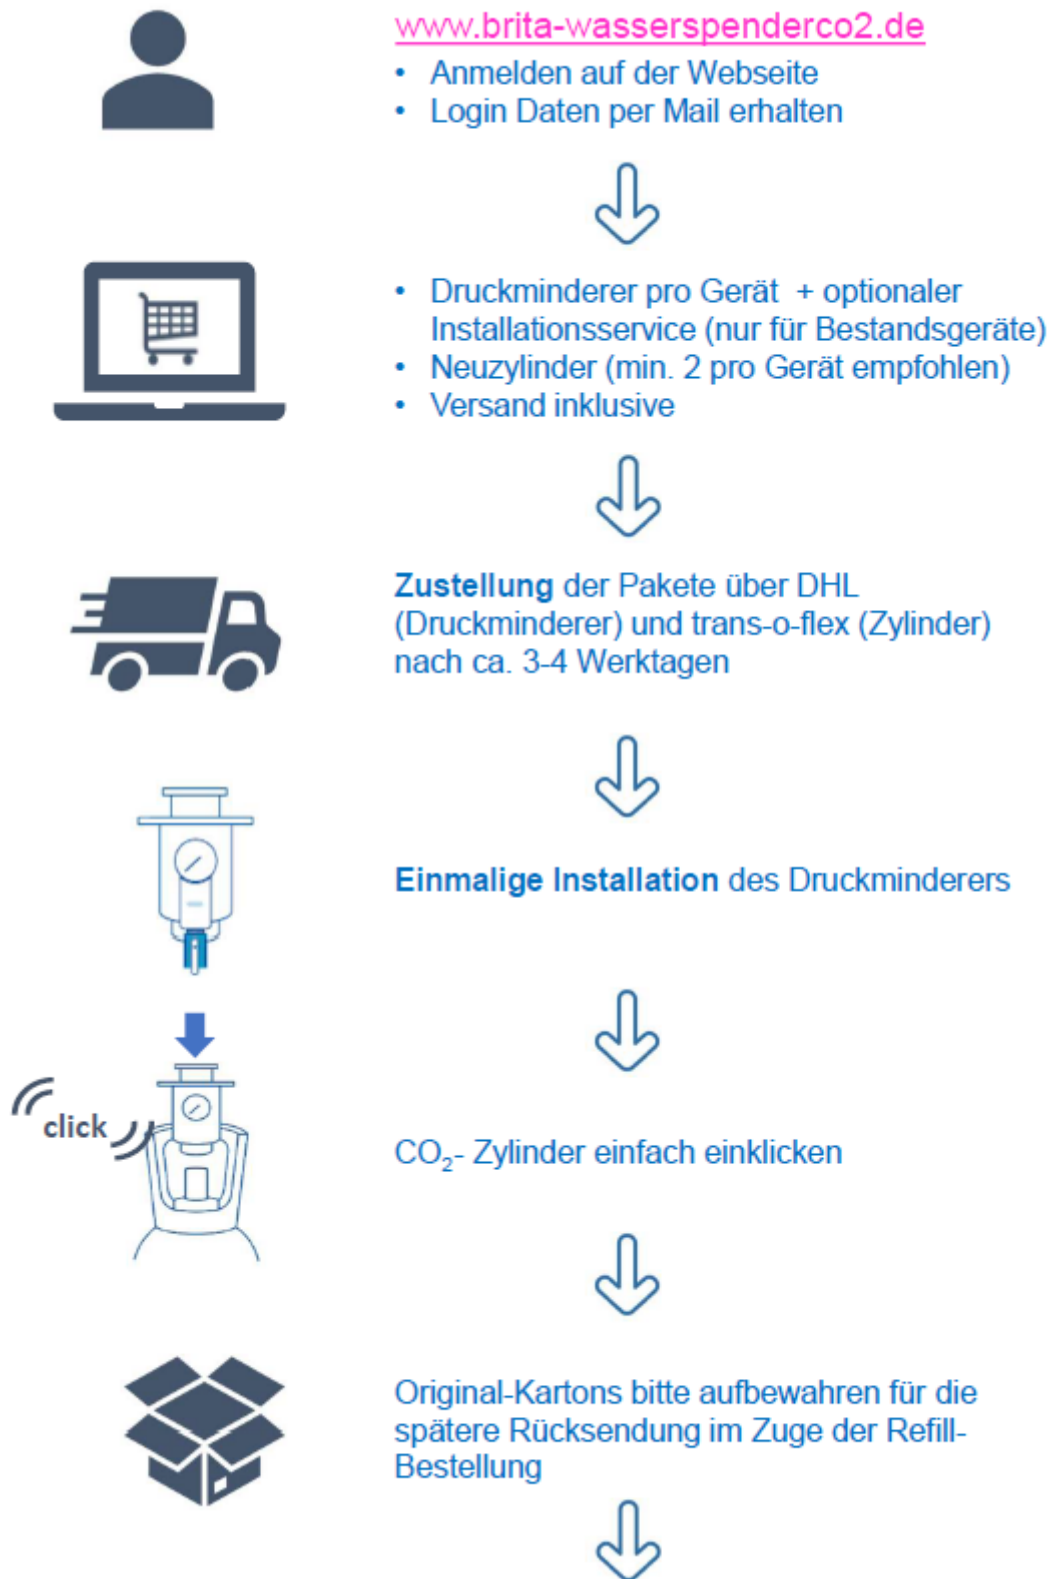 www.brita-wasserspenderco2.de
• Anmelden auf der Webseite
• Login Daten per Mail erhalten
• Druckminderer pro Gerät + optionaler
Installationsservice (nur für Bestandsgeräte)
• Neuzylinder (min. 2 pro Gerät empfohlen)
• Versand inklusive
Zustellung der Pakete über DHL
(Druckminderer) und trans-o-flex (Zylinder)
nach ca. 3-4 Werktagen
Einmalige Installation des Druckminderers
click
CO₂- Zylinder einfach einklicken
Original-Kartons bitte aufbewahren für die
spätere Rücksendung im Zuge der Refill-
Bestellung